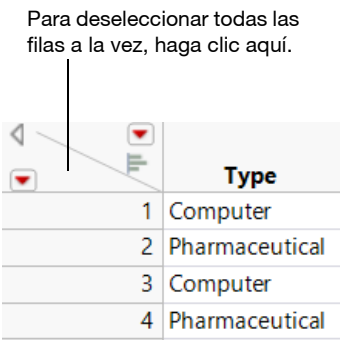 Para deseleccionar todas las
filas a la vez, haga clic aquí.
Type
1 Computer
2 Pharmaceutical
3 Computer
4 Pharmaceutical